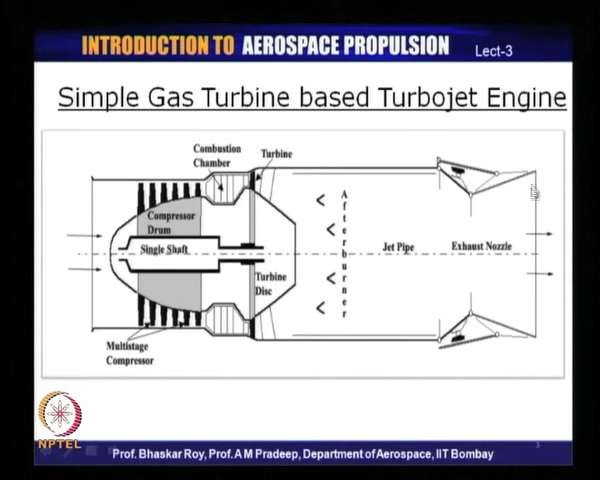 INTRODUCTION TO AEROSPACE PROPULSION
Lect-3
Simple Gas Turbine based Turbojet Engine
Combustion
Chamber
Turbine
Compressor
Drum
Single Shaft
Turbine
Disc
Afterburner
Jet Pipe
Exhaust Nozzle
Multistage
Compressor
NPTEL
3
Prof. Bhaskar Roy, Prof. A M Pradeep, Department of Aerospace, IIT Bombay